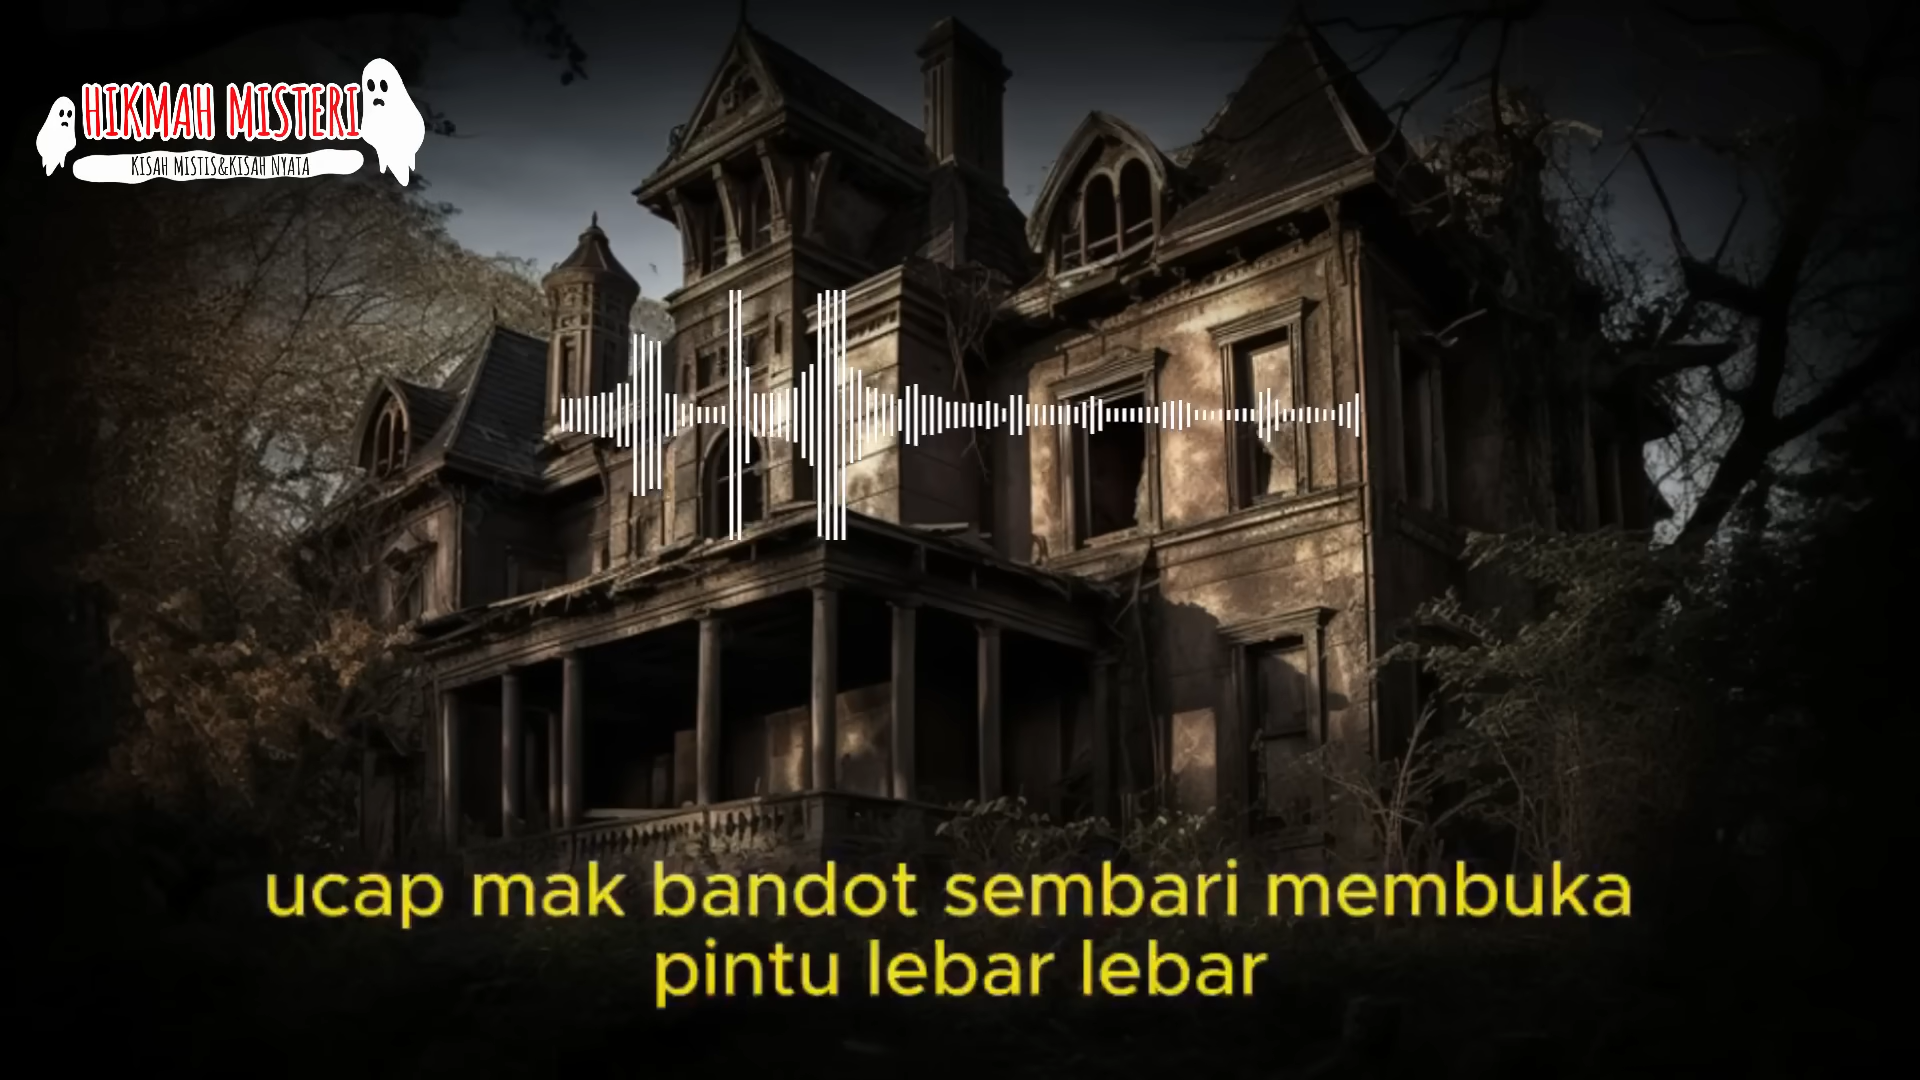 HIKMAH MISTERI
KISAH MISTIS&KISAH NYATA
ucap mak bandot sembari membuka
pintu lebar lebar